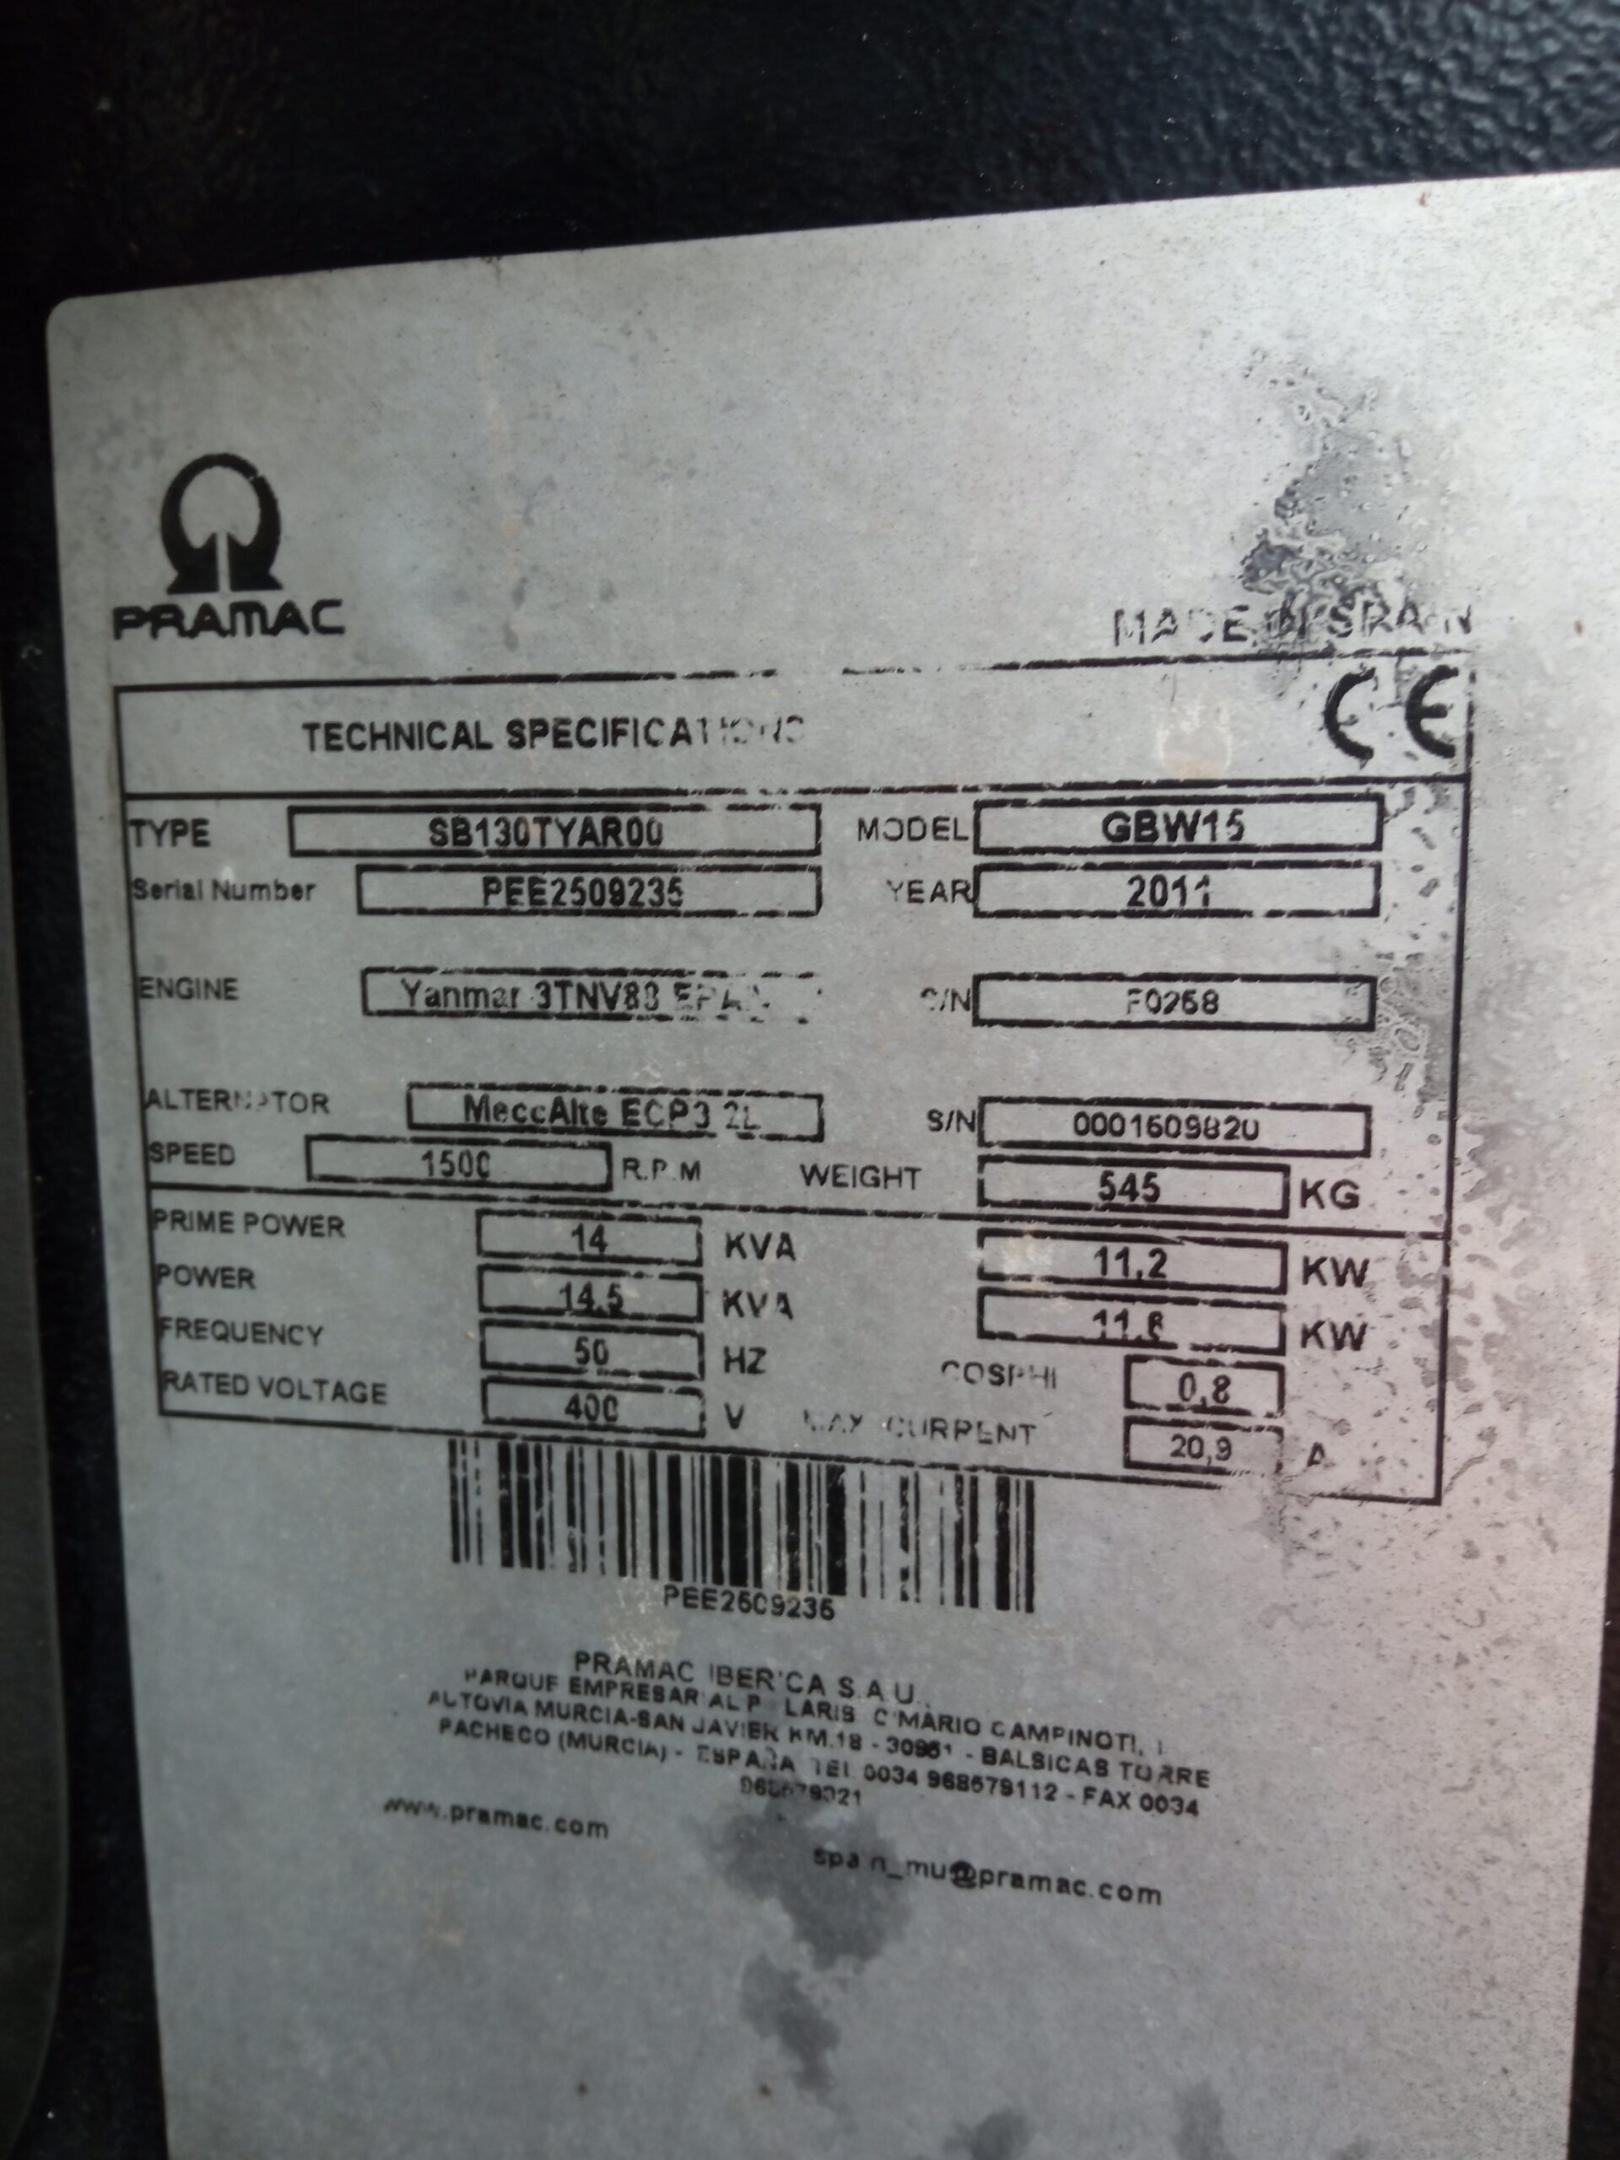 PRAMAC
MADE IN SPAIN
TECHNICAL SPECIFICATIONS
CE
TYPE SB130TYAR00 MODEL GBW15
Serial Number PEE2509235 YEAR 2011
ENGINE Yanmar 3TNV88 S/N F0268
ALTERNATOR MeccAlte ECP3 2L S/N 0001609820
SPEED 1500 R.P.M WEIGHT 545 KG
PRIME POWER 14 KVA 11,2 KW
POWER 14,5 KVA 11,6 KW
FREQUENCY 50 HZ COSPHI 0,8
RATED VOLTAGE 400 V MAX CURRENT 20,9 A
PEE2509235
PRAMAC IBERICA S.A.U.
PARQUE EMPRESARIAL C/MARIO CAMPINOTI,
AUTOVIA MURCIA-SAN JAVIER KM.18 - 30951 - BALSICAS TORRE
PACHECO (MURCIA) - ESPAÑA TEL 0034 968579112 - FAX 0034
www.pramac.com
spain_mu@pramac.com